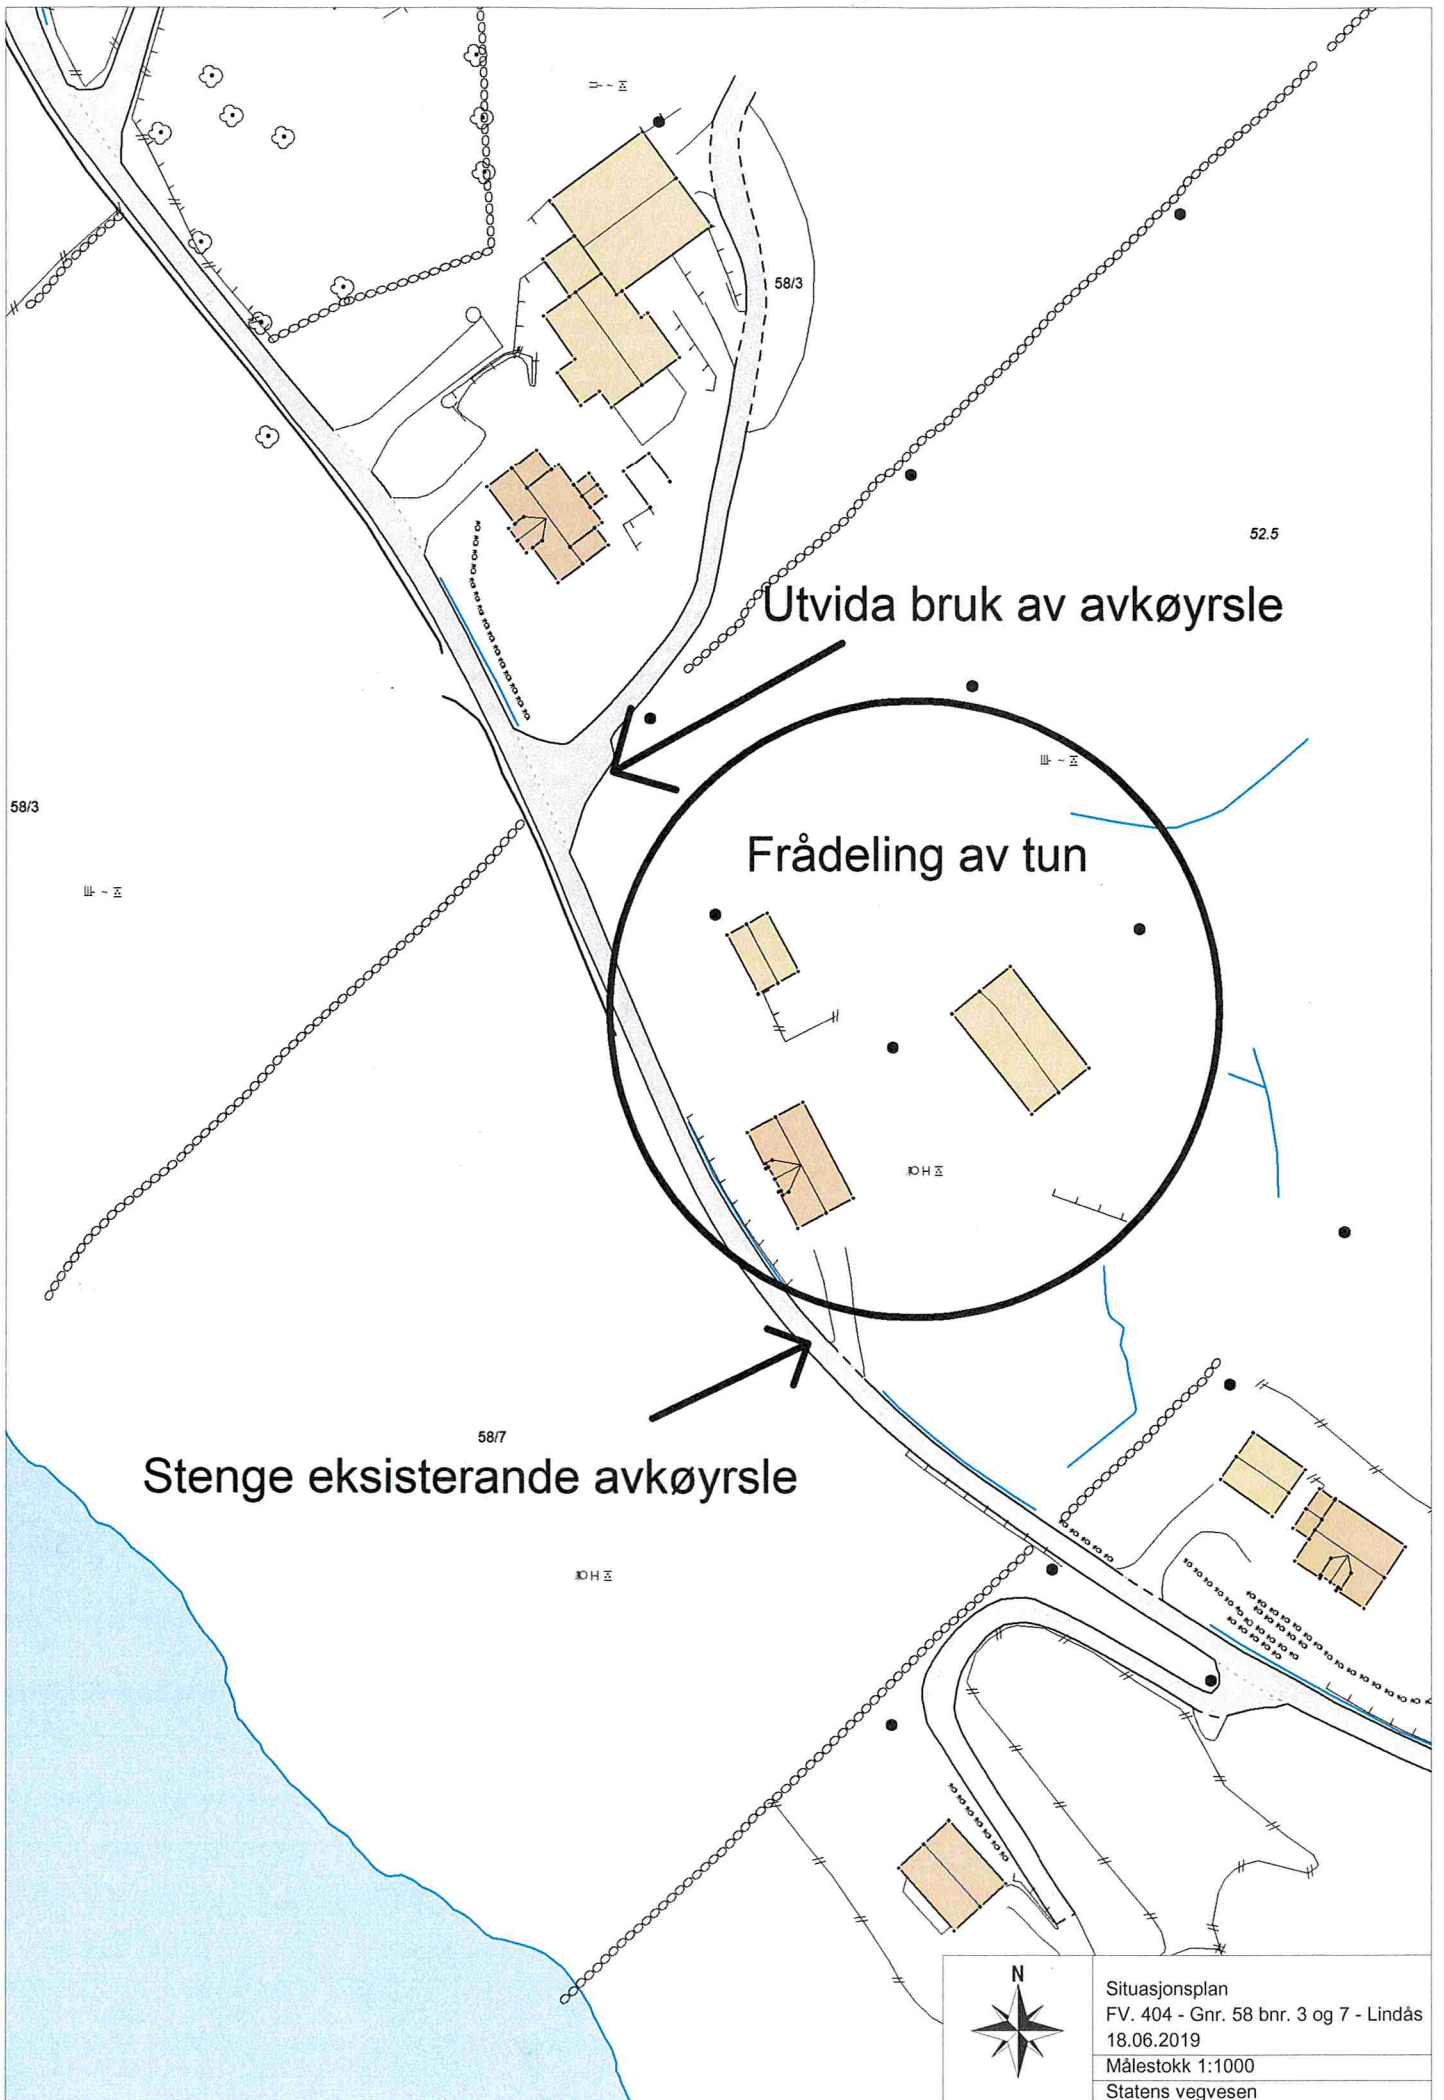 58/3
52.5
Utvida bruk av avkøyrsle
58/3
Frådeling av tun
58/7
Stenge eksisterande avkøyrsle
N
Situasjonsplan
FV. 404 - Gnr. 58 bnr. 3 og 7 - Lindås
18.06.2019
Målestokk 1:1000
Statens vegvesen